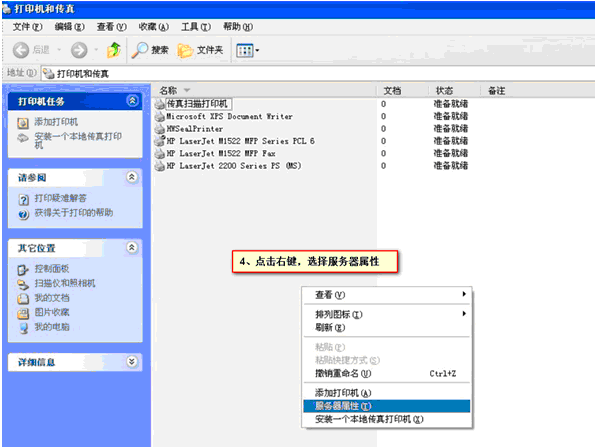 打印机和传真
文件(F) 编辑(E) 查看(V) 收藏(A) 工具(T) 帮助(H)
后退 搜索 文件夹
地址(D) 打印机和传真
打印机任务
添加打印机
安装一个本地传真打印
机
请参阅
打印疑难解答
获得关于打印的帮助
其它位置
控制面板
扫描仪和照相机
我的文档
图片收藏
我的电脑
详细信息
名称 文档 状态 备注
传真扫描打印机 0 准备就绪
Microsoft XPS Document Writer 0 准备就绪
HWSealPrinter 0 准备就绪
HP LaserJet M1522 MFP Series PCL 6 0 准备就绪
HP LaserJet M1522 MFP Fax 0 准备就绪
HP LaserJet 2200 Series PS (MS) 0 准备就绪
4、点击右键，选择服务器属性
查看(V)
排列图标(I)
刷新(E)
粘贴(P)
粘贴快捷方式(S)
撤销重命名(U) Ctrl+Z
添加打印机(A)
服务器属性(T)
安装一个本地传真打印机(X)